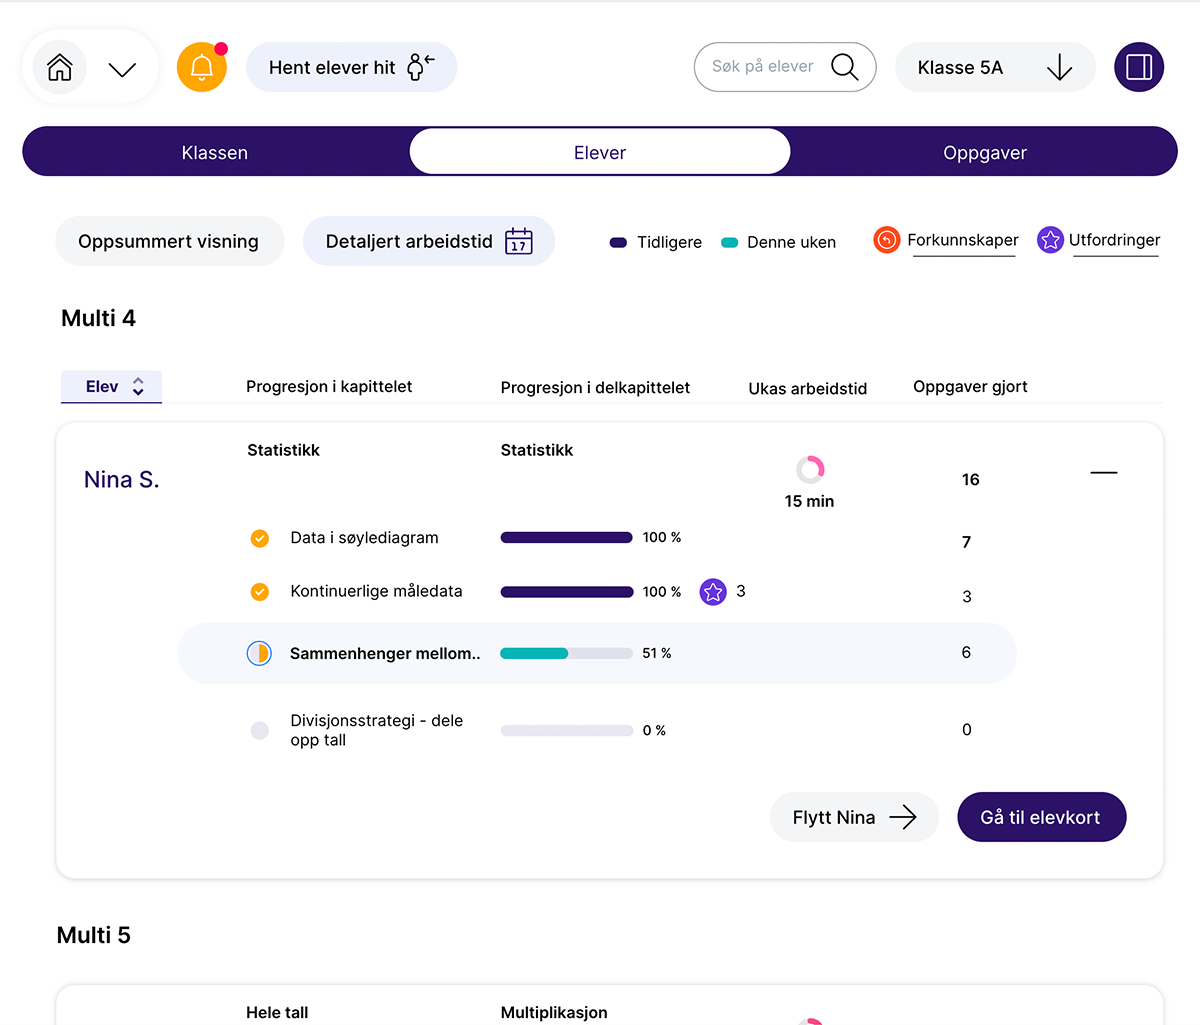 Hent elever hit
Søk på elever
Klasse 5A
Klassen
Elever
Oppgaver
Oppsummert visning
Detaljert arbeidstid
17
Tidligere
Denne uken
Forkunnskaper
Utfordringer
Multi 4
Elev
Progresjon i kapittelet
Progresjon i delkapittelet
Ukas arbeidstid
Oppgaver gjort
Nina S.
Statistikk
Statistikk
15 min
16
Data i søylediagram
100 %
7
Kontinuerlige måledata
100 %
3
3
Sammenhenger mellom..
51 %
6
Divisjonsstrategi - dele
opp tall
0 %
0
Flytt Nina
Gå til elevkort
Multi 5
Hele tall
Multiplikasjon